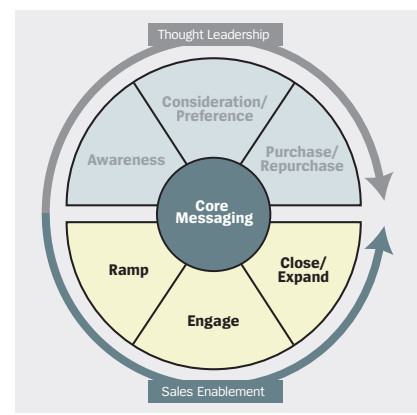 Thought Leadership
Consideration/
Preference
Awareness
Purchase/
Repurchase
Core
Messaging
Ramp
Close/
Expand
Engage
Sales Enablement